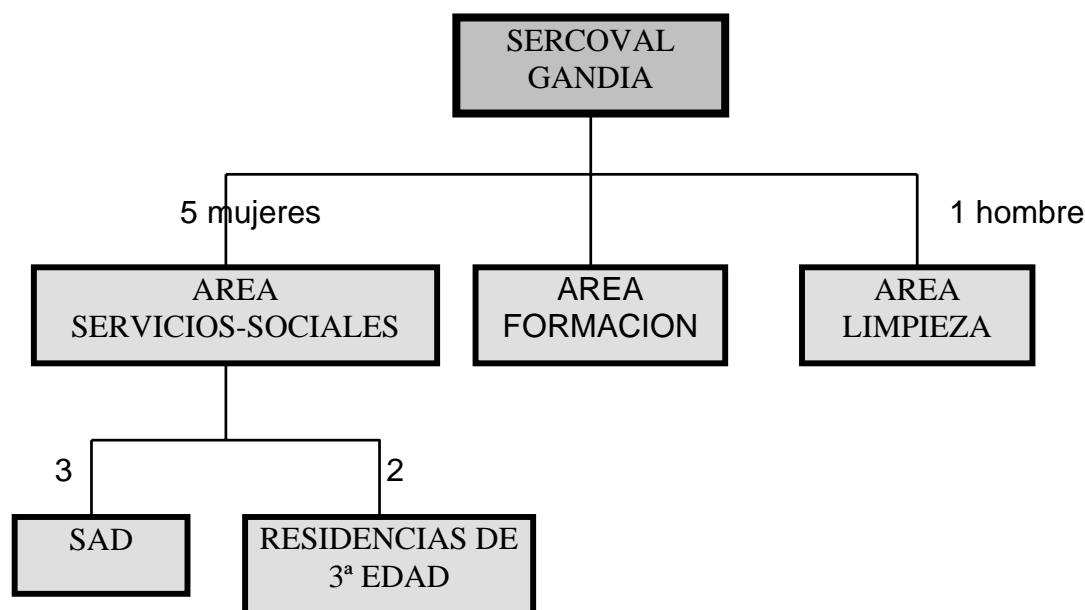 SERCOVAL
GANDIA
5 mujeres
1 hombre
AREA
SERVICIOS-SOCIALES
AREA
FORMACION
AREA
LIMPIEZA
3
2
SAD
RESIDENCIAS DE
3ª EDAD